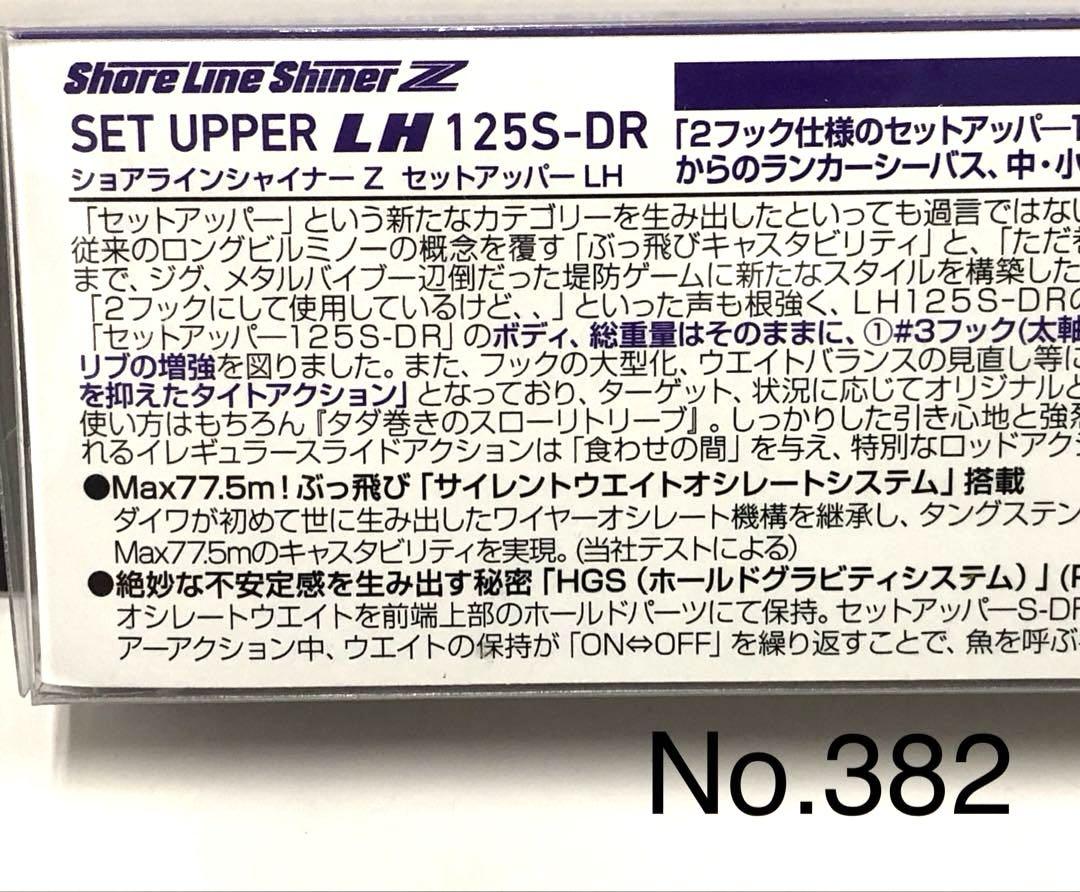 Shore Line Shiner Z
SET UPPER LH 125S-DR
ショアラインシャイナーZ セットアッパーLH
「2フック仕様のセットアッパー1
からのランカーシーバス、中・小
「セットアッパー」という新たなカテゴリーを生み出したといっても過言ではない
従来のロングビルミノーの概念を覆す「ぶっ飛びキャスタビリティ」と、「ただ巻
まで、ジグ、メタルバイブ一辺倒だった堤防ゲームに新たなスタイルを構築した
「2フックにして使用しているけど、、」といった声も根強く、LH125S-DRの
「セットアッパー125S-DR」のボディ、総重量はそのままに、①#3フック(太軸
リブの増強を図りました。また、フックの大型化、ウエイトバランスの見直し等に
を抑えたタイトアクション」となっており、ターゲット、状況に応じてオリジナルと
使い方はもちろん『タダ巻きのスローリトリーブ』。しっかりした引き心地と強烈
れるイレギュラースライドアクションは「食わせの間」を与え、特別なロッドアクシ
●Max77.5m!ぶっ飛び「サイレントウエイトオシレートシステム」搭載
ダイワが初めて世に生み出したワイヤーオシレート機構を継承し、タングステン
Max77.5mのキャスタビリティを実現。(当社テストによる)
●絶妙な不安定感を生み出す秘密「HGS(ホールドグラビティシステム)」(P
オシレートウエイトを前端上部のホールドパーツにて保持。セットアッパーS-DR
アーアクション中、ウエイトの保持が「ON⇔OFF」を繰り返すことで、魚を呼ぶ
No.382